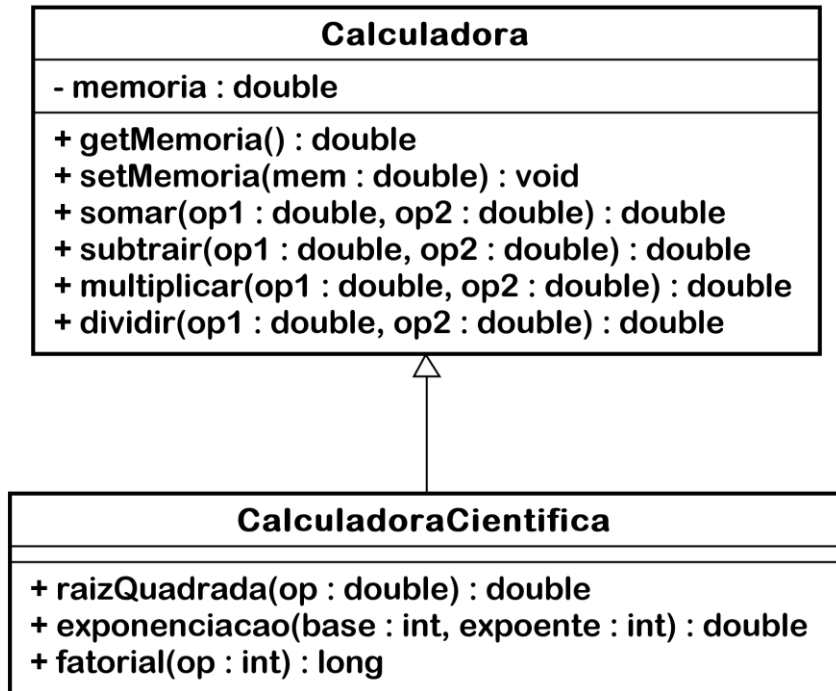 Calculadora
- memoria : double
+ getMemoria() : double
+ setMemoria(mem : double) : void
+ somar(op1 : double, op2 : double) : double
+ subtrair(op1 : double, op2 : double) : double
+ multiplicar(op1 : double, op2 : double) : double
+ dividir(op1 : double, op2 : double) : double
CalculadoraCientifica
+ raizQuadrada(op : double) : double
+ exponenciacao(base : int, expoente : int) : double
+ fatorial(op : int) : long